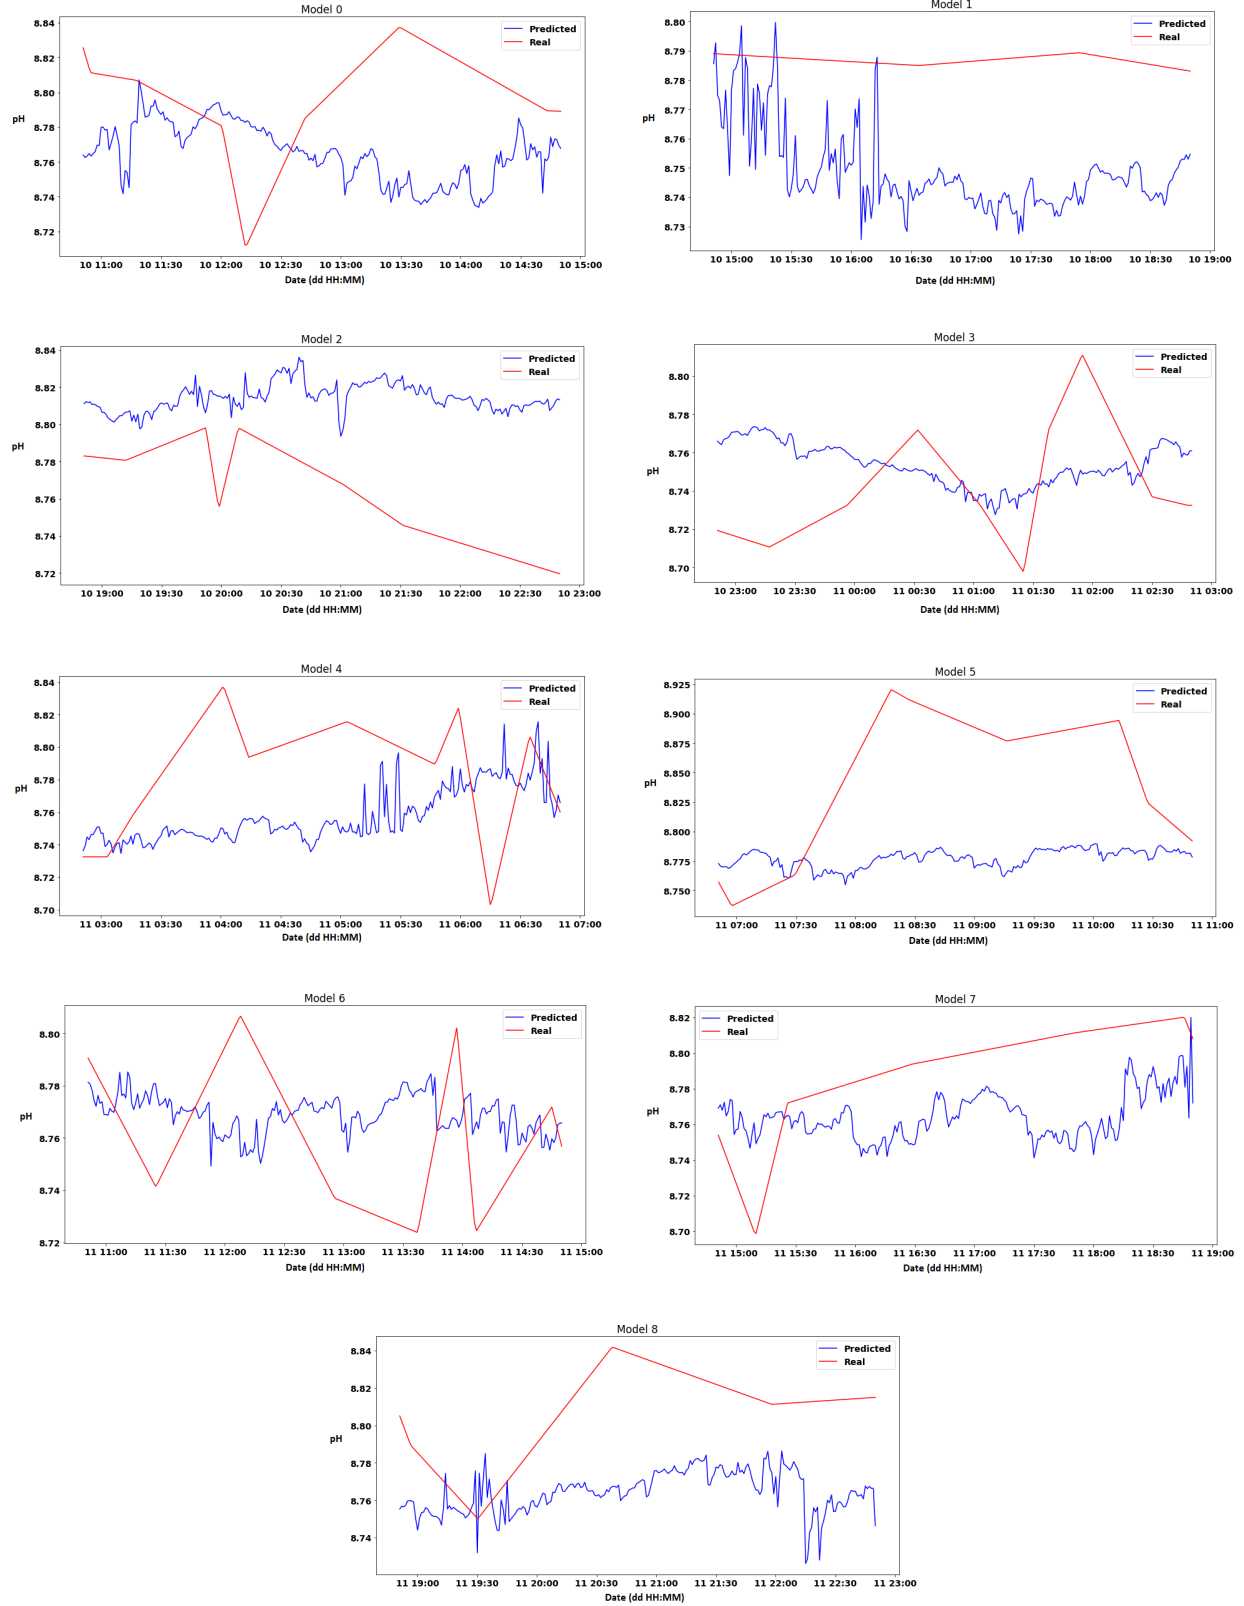 Model 0
8.84
8.82
8.80
8.78
8.76
8.74
8.72
pH
Predicted
Real
10 11:00 10 11:30 10 12:00 10 12:30 10 13:00 10 13:30 10 14:00 10 14:30 10 15:00
Date (dd HH:MM)
Model 1
8.80
8.79
8.78
8.77
8.76
8.75
8.74
8.73
pH
Predicted
Real
10 15:00 10 15:30 10 16:00 10 16:30 10 17:00 10 17:30 10 18:00 10 18:30 10 19:00
Date (dd HH:MM)
Model 2
8.84
8.82
8.80
8.78
8.76
8.74
8.72
pH
Predicted
Real
10 19:00 10 19:30 10 20:00 10 20:30 10 21:00 10 21:30 10 22:00 10 22:30 10 23:00
Date (dd HH:MM)
Model 3
8.80
8.78
8.76
8.74
8.72
8.70
pH
Predicted
Real
10 23:00 10 23:30 11 00:00 11 00:30 11 01:00 11 01:30 11 02:00 11 02:30 11 03:00
Date (dd HH:MM)
Model 4
8.84
8.82
8.80
8.78
8.76
8.74
8.72
8.70
pH
Predicted
Real
11 03:00 11 03:30 11 04:00 11 04:30 11 05:00 11 05:30 11 06:00 11 06:30 11 07:00
Date (dd HH:MM)
Model 5
8.925
8.900
8.875
8.850
8.825
8.800
8.775
8.750
pH
Predicted
Real
11 07:00 11 07:30 11 08:00 11 08:30 11 09:00 11 09:30 11 10:00 11 10:30 11 11:00
Date (dd HH:MM)
Model 6
8.80
8.78
8.76
8.74
8.72
pH
Predicted
Real
11 11:00 11 11:30 11 12:00 11 12:30 11 13:00 11 13:30 11 14:00 11 14:30 11 15:00
Date (dd HH:MM)
Model 7
8.82
8.80
8.78
8.76
8.74
8.72
8.70
pH
Predicted
Real
11 15:00 11 15:30 11 16:00 11 16:30 11 17:00 11 17:30 11 18:00 11 18:30 11 19:00
Date (dd HH:MM)
Model 8
8.84
8.82
8.80
8.78
8.76
8.74
pH
Predicted
Real
11 19:00 11 19:30 11 20:00 11 20:30 11 21:00 11 21:30 11 22:00 11 22:30 11 23:00
Date (dd HH:MM)